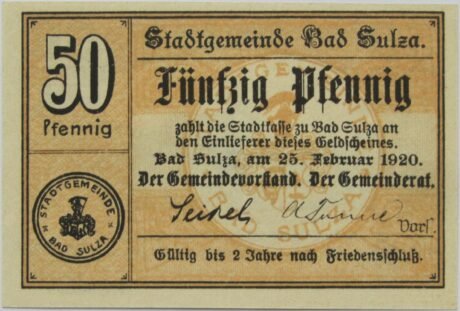 50
Pfennig
Stadtgemeinde Bad Sulza.
Fünfzig Pfennig
zahlt die Stadtkasse zu Bad Sulza an
den Einlieferer dieses Geldscheines.
Bad Sulza, am 25. Februar 1920.
Der Gemeindevorstand. Der Gemeinderat.
Seidel
Vors.
STADTGEMEINDE
BAD SULZA
Gültig bis 2 Jahre nach Friedensschluß.